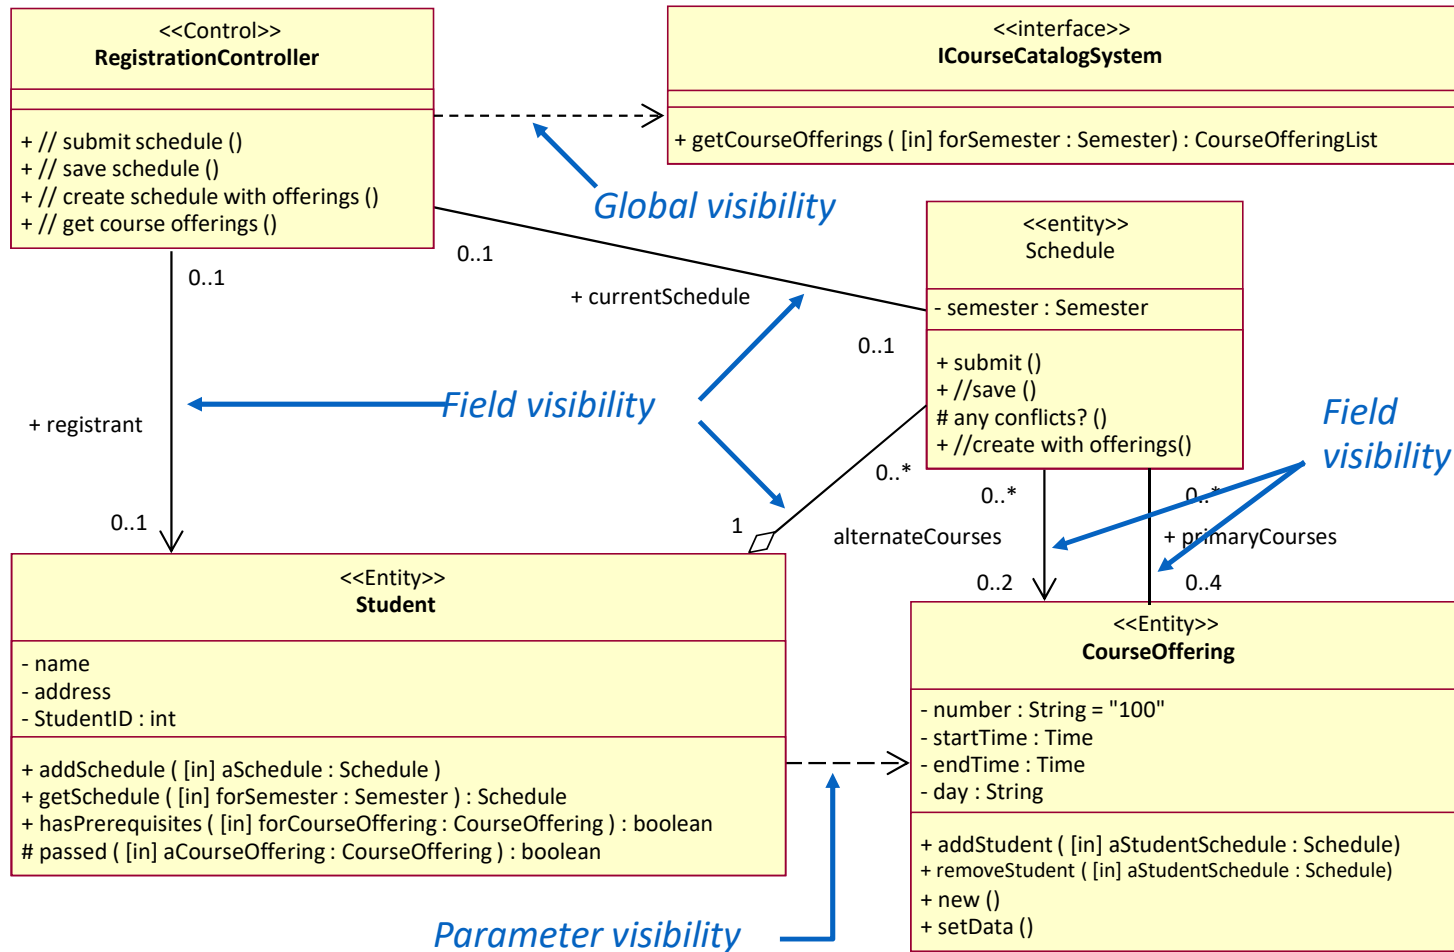 <<Control>>
RegistrationController
+ // submit schedule ()
+ // save schedule ()
+ // create schedule with offerings ()
+ // get course offerings ()
<<interface>>
ICourseCatalogSystem
+ getCourseOfferings ( [in] forSemester : Semester) : CourseOfferingList
Global visibility
0..1
0..1
+ currentSchedule
0..1
<<entity>>
Schedule
- semester : Semester
+ submit ()
+ //save ()
# any conflicts? ()
+ //create with offerings()
Field visibility
+ registrant
0..1
0..*
1
Field
visibility
0..*
0..*
alternateCourses
+ primaryCourses
0..2
0..4
<<Entity>>
Student
- name
- address
- StudentID : int
+ addSchedule ( [in] aSchedule : Schedule )
+ getSchedule ( [in] forSemester : Semester ) : Schedule
+ hasPrerequisites ( [in] forCourseOffering : CourseOffering ) : boolean
# passed ( [in] aCourseOffering : CourseOffering ) : boolean
<<Entity>>
CourseOffering
- number : String = "100"
- startTime : Time
- endTime : Time
- day : String
+ addStudent ( [in] aStudentSchedule : Schedule)
+ removeStudent ( [in] aStudentSchedule : Schedule)
+ new ()
+ setData ()
Parameter visibility